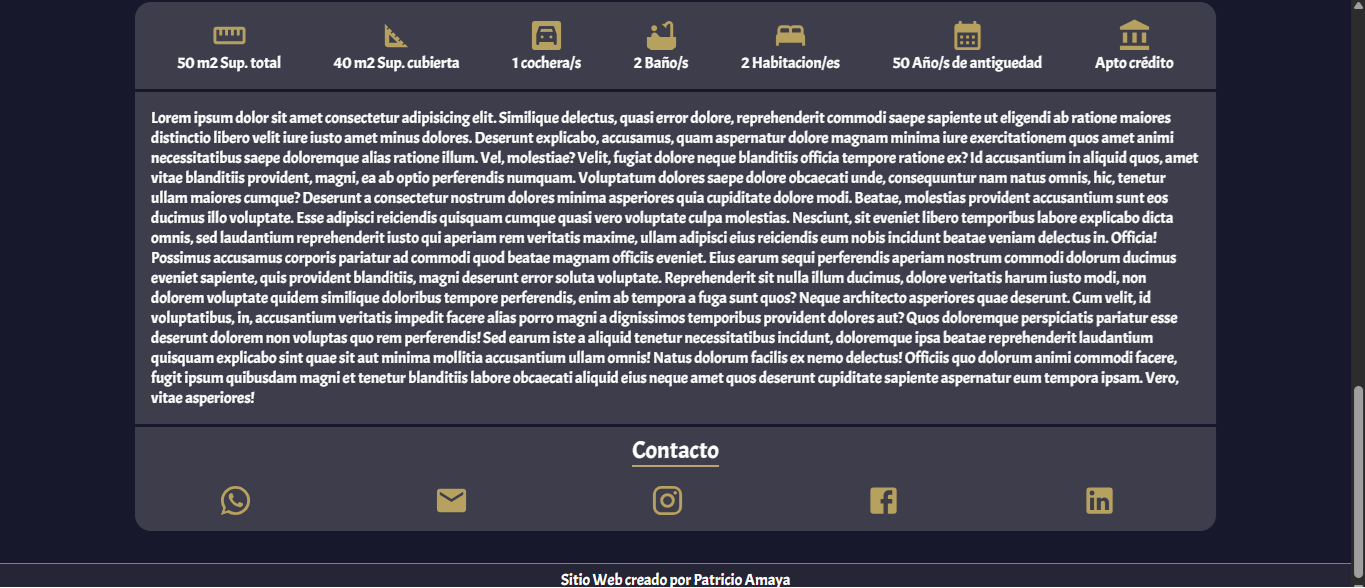 50 m2 Sup. total 40 m2 Sup. cubierta 1 cochera/s 2 Baño/s 2 Habitacion/es 50 Año/s de antiguedad Apto crédito
Lorem ipsum dolor sit amet consectetur adipisicing elit. Similique delectus, quasi error dolore, reprehenderit commodi saepe sapiente ut eligendi ab ratione maiores
distinctio libero velit iure iusto amet minus dolores. Deserunt explicabo, accusamus, quam aspernatur dolore magnam minima iure exercitationem quos amet animi
necessitatibus saepe doloremque alias ratione illum. Vel, molestiae? Velit, fugiat dolore neque blanditiis officia tempore ratione ex? Id accusantium in aliquid quos, amet
vitae blanditiis provident, magni, ea ab optio perferendis numquam. Voluptatum dolores saepe dolore obcaecati unde, consequuntur nam natus omnis, hic, tenetur
ullam maiores cumque? Deserunt a consectetur nostrum dolores minima asperiores quia cupiditate dolore modi. Beatae, molestias provident accusantium sunt eos
ducimus illo voluptate. Esse adipisci reiciendis quisquam cumque quasi vero voluptate culpa molestias. Nesciunt, sit eveniet libero temporibus labore explicabo dicta
omnis, sed laudantium reprehenderit iusto qui aperiam rem veritatis maxime, ullam adipisci eius reiciendis eum nobis incidunt beatae veniam delectus in. Officia!
Possimus accusamus corporis pariatur ad commodi quod beatae magnam officiis eveniet. Eius earum sequi perferendis aperiam nostrum commodi dolorum ducimus
eveniet sapiente, quis provident blanditiis, magni deserunt error soluta voluptate. Reprehenderit sit nulla illum ducimus, dolore veritatis harum iusto modi, non
dolorem voluptate quidem similique doloribus tempore perferendis, enim ab tempora a fuga sunt quos? Neque architecto asperiores quae deserunt. Cum velit, id
voluptatibus, in, accusantium veritatis impedit facere alias porro magni a dignissimos temporibus provident dolores aut? Quos doloremque perspiciatis pariatur esse
deserunt dolorem non voluptas quo rem perferendis! Sed earum iste a aliquid tenetur necessitatibus incidunt, doloremque ipsa beatae reprehenderit laudantium
quisquam explicabo sint quae sit aut minima mollitia accusantium ullam omnis! Natus dolorum facilis ex nemo delectus! Officiis quo dolorum animi commodi facere,
fugit ipsum quibusdam magni et tenetur blanditiis labore obcaecati aliquid eius neque amet quos deserunt cupiditate sapiente aspernatur eum tempora ipsam. Vero,
vitae asperiores!
Contacto
Sitio Web creado por Patricio Amaya